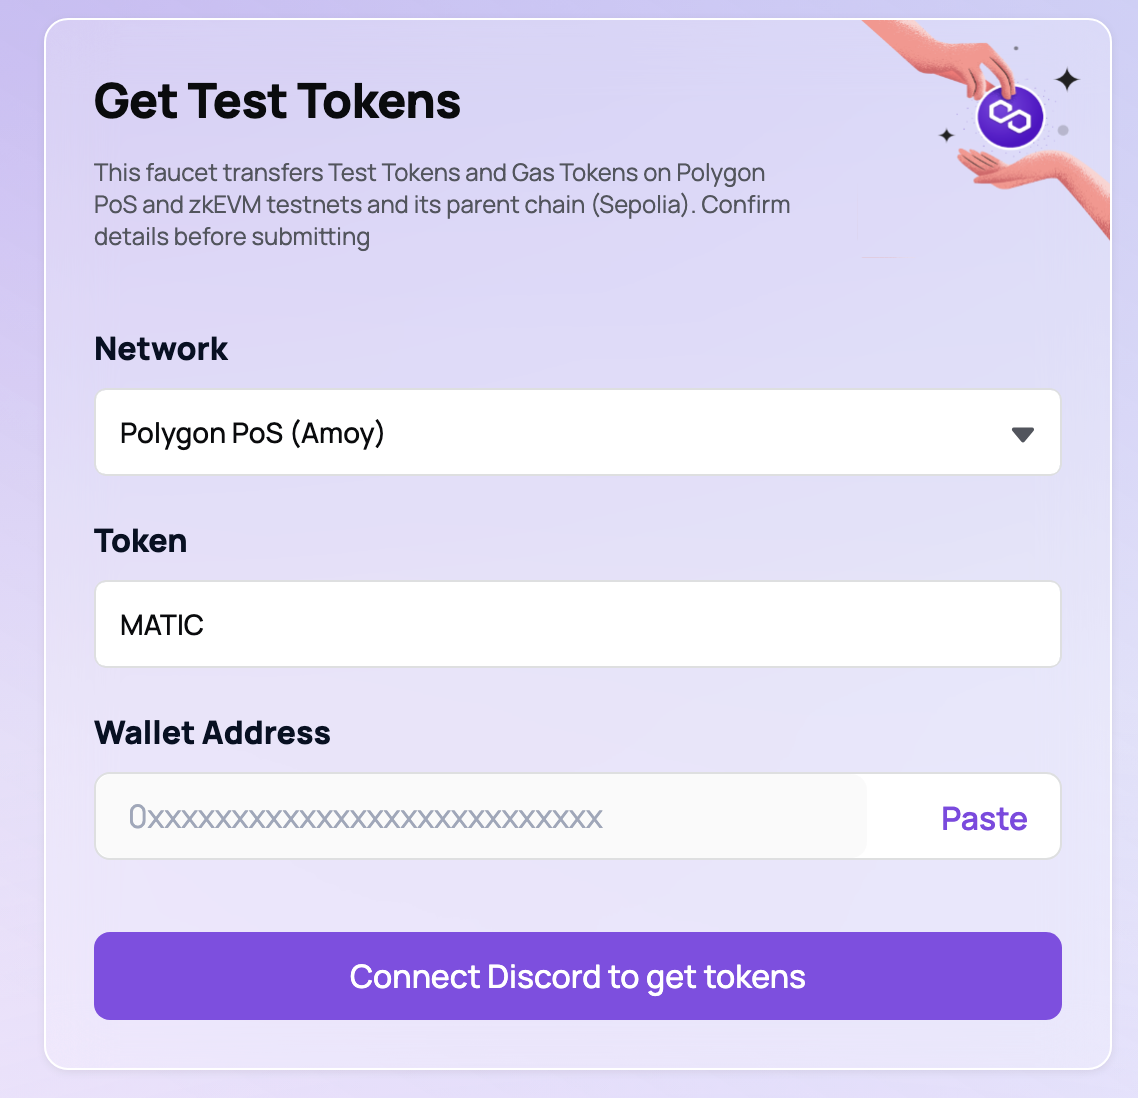 Get Test Tokens
This faucet transfers Test Tokens and Gas Tokens on Polygon
PoS and zkEVM testnets and its parent chain (Sepolia). Confirm
details before submitting
Network
Polygon PoS (Amoy)
Token
MATIC
Wallet Address
0xxxxxxxxxxxxxxxxxxxxxxxxxxx
Paste
Connect Discord to get tokens